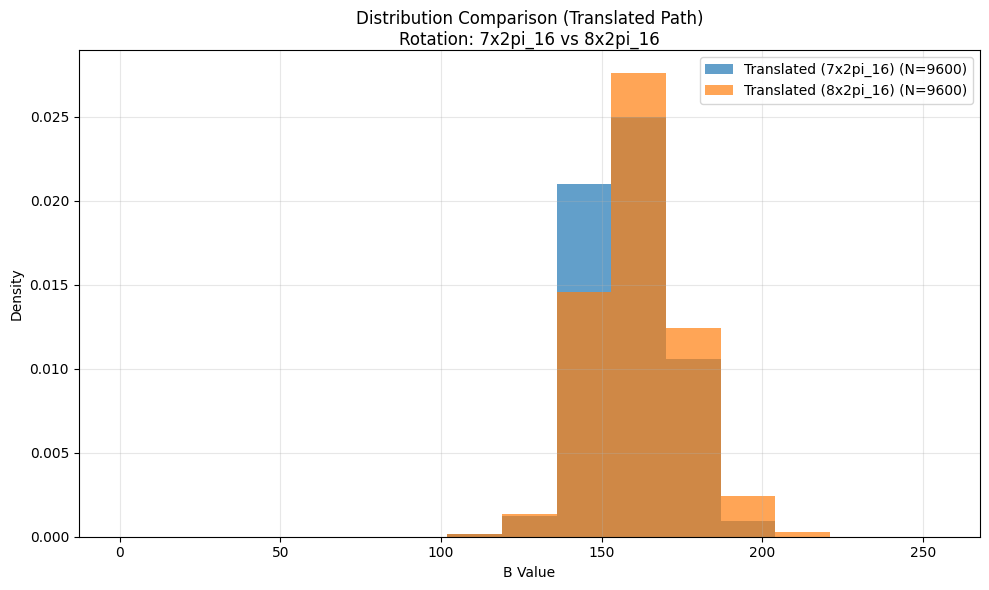 Distribution Comparison (Translated Path)
Rotation: 7x2pi_16 vs 8x2pi_16
Translated (7x2pi_16) (N=9600)
Translated (8x2pi_16) (N=9600)
Density
0.025
0.020
0.015
0.010
0.005
0.000
0 50 100 150 200 250
B Value